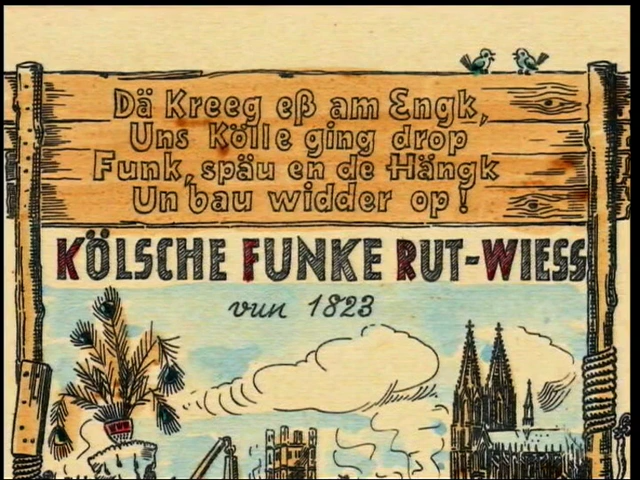 Dä Kreeg eß am Engk,
Uns Kölle ging drop
Funk, späu en de Hängk
Un bau widder op!
KÖLSCHE FUNKE RUT-WIESS
vun 1823